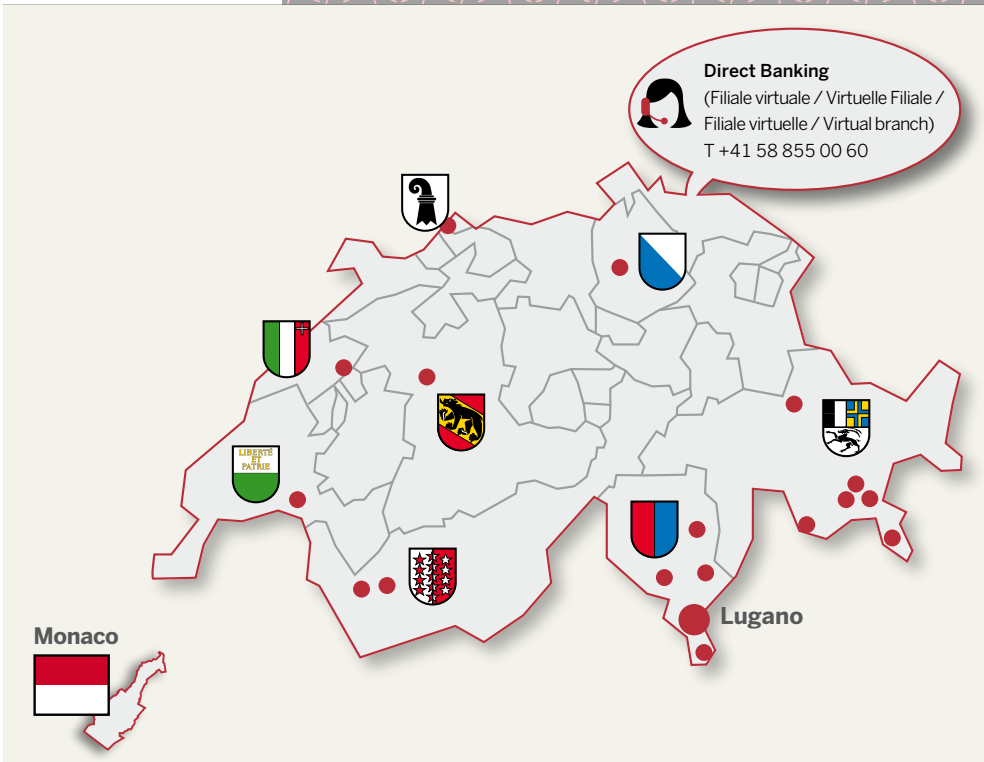 Direct Banking
(Filiale virtuale / Virtuelle Filiale /
Filiale virtuelle / Virtual branch)
T +41 58 855 00 60
LIBERTÉ
ET
PATRIE
Lugano
Monaco